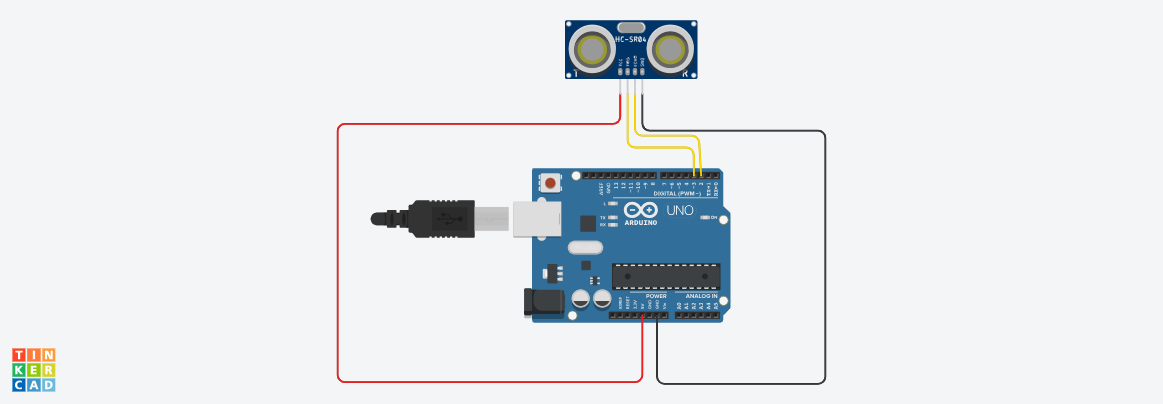 HC-SR04
T
R
VCC
TRIG
ECHO
GND
AREF
GND
13
12
~11
~10
~9
8
7
~6
~5
4
~3
2
TX→1
RX←0
DIGITAL (PWM~)
L
TX
RX
ARDUINO
UNO
ON
POWER
ANALOG IN
IOREF
RESET
3.3V
5V
GND
GND
Vin
A0
A1
A2
A3
A4
A5
TIN
KER
CAD